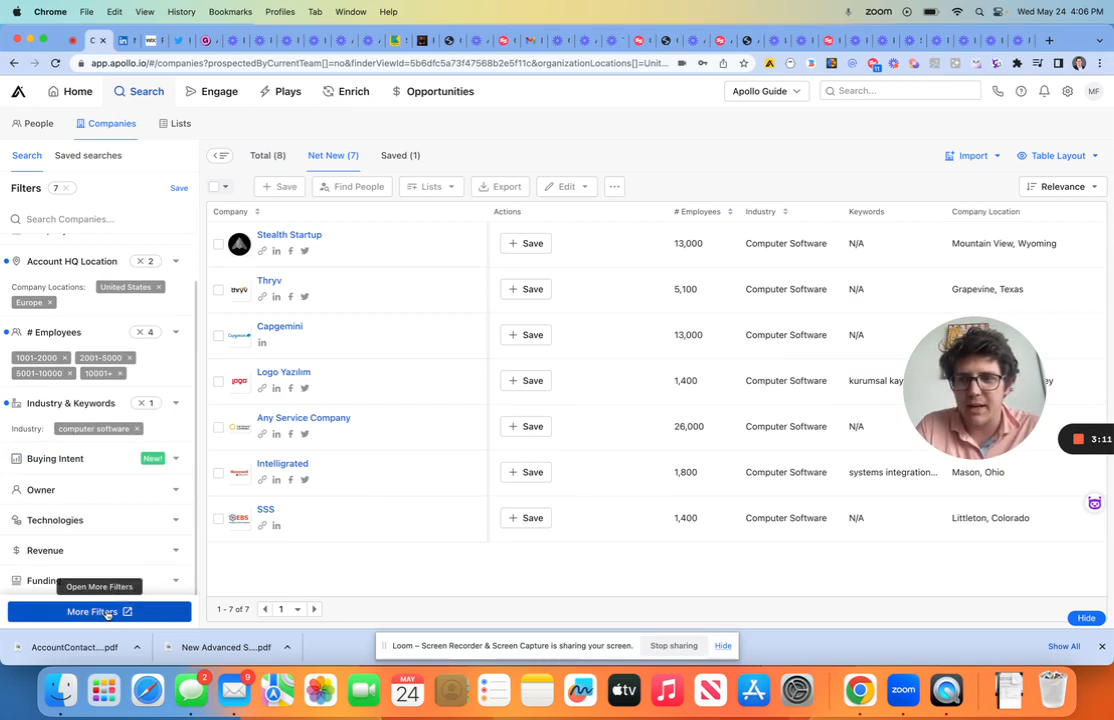 Chrome File Edit View History Bookmarks Profiles Tab Window Help zoom Wed May 24 4:06 PM
app.apollo.io/#/companies?prospectedByCurrentTeam[]=no&finderViewId=5b6dfc5a73f47568b2e5f11c&organizationLocations[]=Unit...
Home Search Engage Plays Enrich Opportunities Apollo Guide Search... MF
People Companies Lists
Search Saved searches Total (8) Net New (7) Saved (1) Import Table Layout
Filters 7 × Save + Save Find People Lists Export Edit ... Relevance
Search Companies...
Company Actions # Employees Industry Keywords Company Location
Account HQ Location × 2
Company Locations: United States ×
Europe ×
# Employees × 4
1001-2000 × 2001-5000 ×
5001-10000 × 10001+ ×
Industry & Keywords × 1
Industry: computer software ×
Buying Intent New!
Owner
Technologies
Revenue
Funding
Open More Filters
More Filters
Stealth Startup + Save 13,000 Computer Software N/A Mountain View, Wyoming
Thryv + Save 5,100 Computer Software N/A Grapevine, Texas
thryv
Capgemini + Save 13,000 Computer Software N/A
Logo Yazılım + Save 1,400 Computer Software kurumsal kay
Any Service Company + Save 26,000 Computer Software N/A
Intelligrated + Save 1,800 Computer Software systems integration... Mason, Ohio
SSS + Save 1,400 Computer Software N/A Littleton, Colorado
3:11
1 - 7 of 7 1
Hide
AccountContact....pdf New Advanced S....pdf Loom – Screen Recorder & Screen Capture is sharing your screen. Stop sharing Hide Show All
2 9 MAY 24 tv zoom